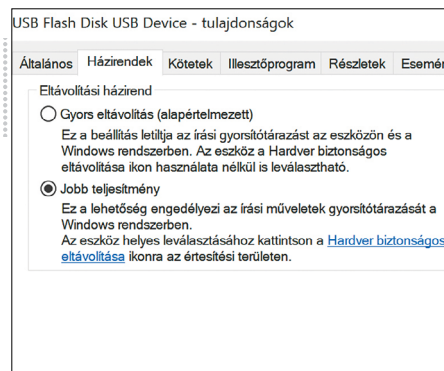 USB Flash Disk USB Device - tulajdonságok
Általános Házirendek Kötetek Illesztőprogram Részletek
Eltávolítási házirend
Gyors eltávolítás (alapértelmezett)
Ez a beállítás letiltja az írási gyorsítótárazást az eszközön és a
Windows rendszerben. Az eszköz a Hardver biztonságos
eltávolítása ikon használata nélkül is leválasztható.
Jobb teljesítmény
Ez a lehetőség engedélyezi az írási műveletek gyorsítótárazását a
Windows rendszerben.
Az eszköz helyes leválasztásához kattintson a Hardver biztonságos
eltávolítása ikonra az értesítési területen.